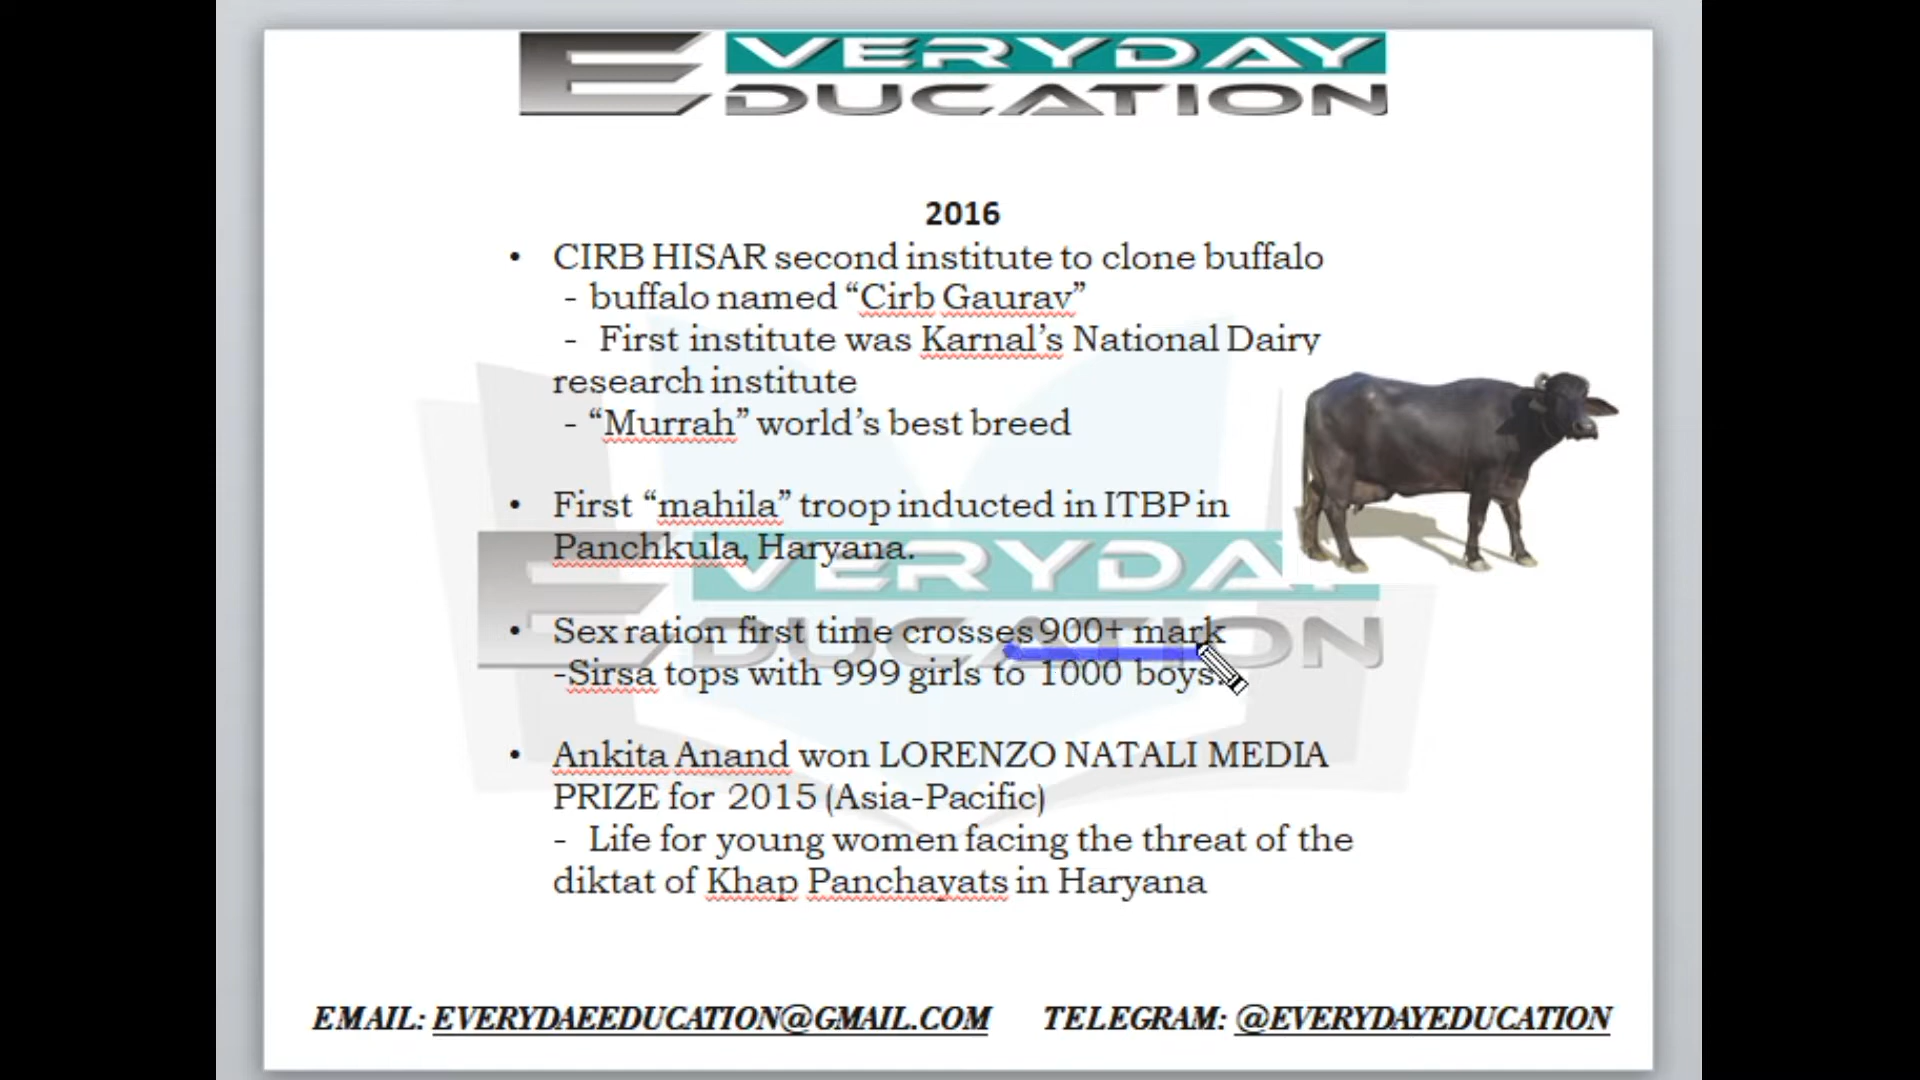 EVERYDAY
EDUCATION
2016
• CIRB HISAR second institute to clone buffalo
- buffalo named “Cirb Gaurav”
- First institute was Karnal’s National Dairy
research institute
- “Murrah” world’s best breed
• First “mahila” troop inducted in ITBP in
Panchkula, Haryana.
• Sex ration first time crosses 900+ mark
-Sirsa tops with 999 girls to 1000 boys.
• Ankita Anand won LORENZO NATALI MEDIA
PRIZE for 2015 (Asia-Pacific)
- Life for young women facing the threat of the
diktat of Khap Panchayats in Haryana
EVERYDAY
EDUCATION
EMAIL: EVERYDAEEDUCATION@GMAIL.COM TELEGRAM: @EVERYDAYEDUCATION